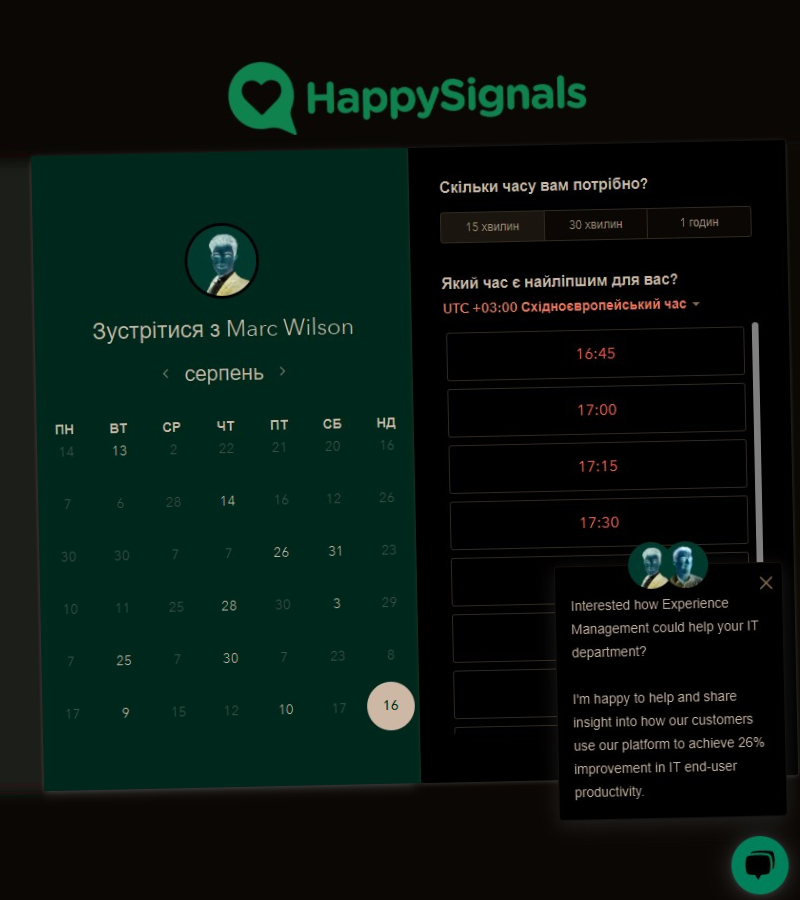 HappySignals
Зустрітися з Marc Wilson
серпень
ПН ВТ СР ЧТ ПТ СБ НД
14 13 2 22 21 20 16
7 6 28 14 16 12 26
30 30 7 7 26 31 23
10 11 25 28 30 3 29
7 25 7 30 7 23 8
17 9 15 12 10 17 16
Скільки часу вам потрібно?
15 хвилин 30 хвилин 1 годин
Який час є найліпшим для вас?
UTC +03:00 Східноєвропейський час
16:45
17:00
17:15
17:30
Interested how Experience
Management could help your IT
department?
I'm happy to help and share
insight into how our customers
use our platform to achieve 26%
improvement in IT end-user
productivity.